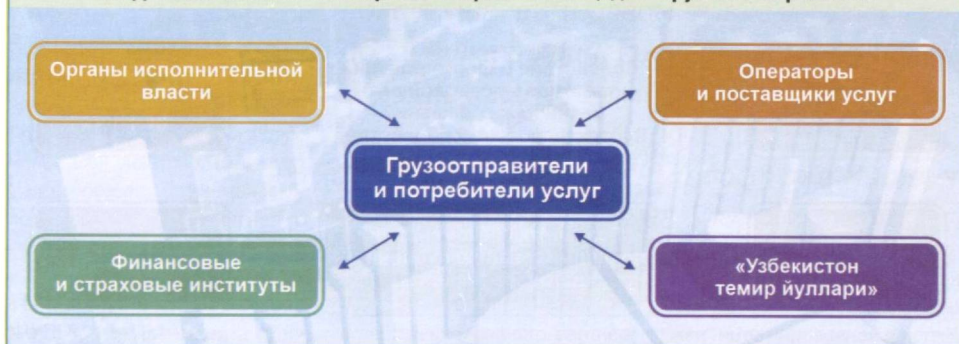 Органы исполнительной
власти
Операторы
и поставщики услуг
Грузоотправители
и потребители услуг
Финансовые
и страховые институты
«Узбекистон
темир йуллари»